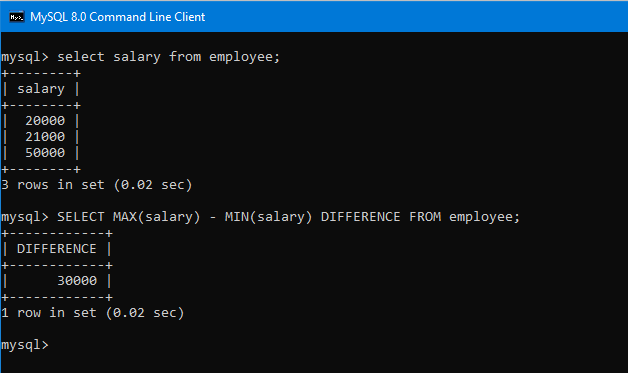 MySQL 8.0 Command Line Client
mysql> select salary from employee;
+--------+
| salary |
+--------+
|  20000 |
|  21000 |
|  50000 |
+--------+
3 rows in set (0.02 sec)
mysql> SELECT MAX(salary) - MIN(salary) DIFFERENCE FROM employee;
+------------+
| DIFFERENCE |
+------------+
|      30000 |
+------------+
1 row in set (0.02 sec)
mysql>